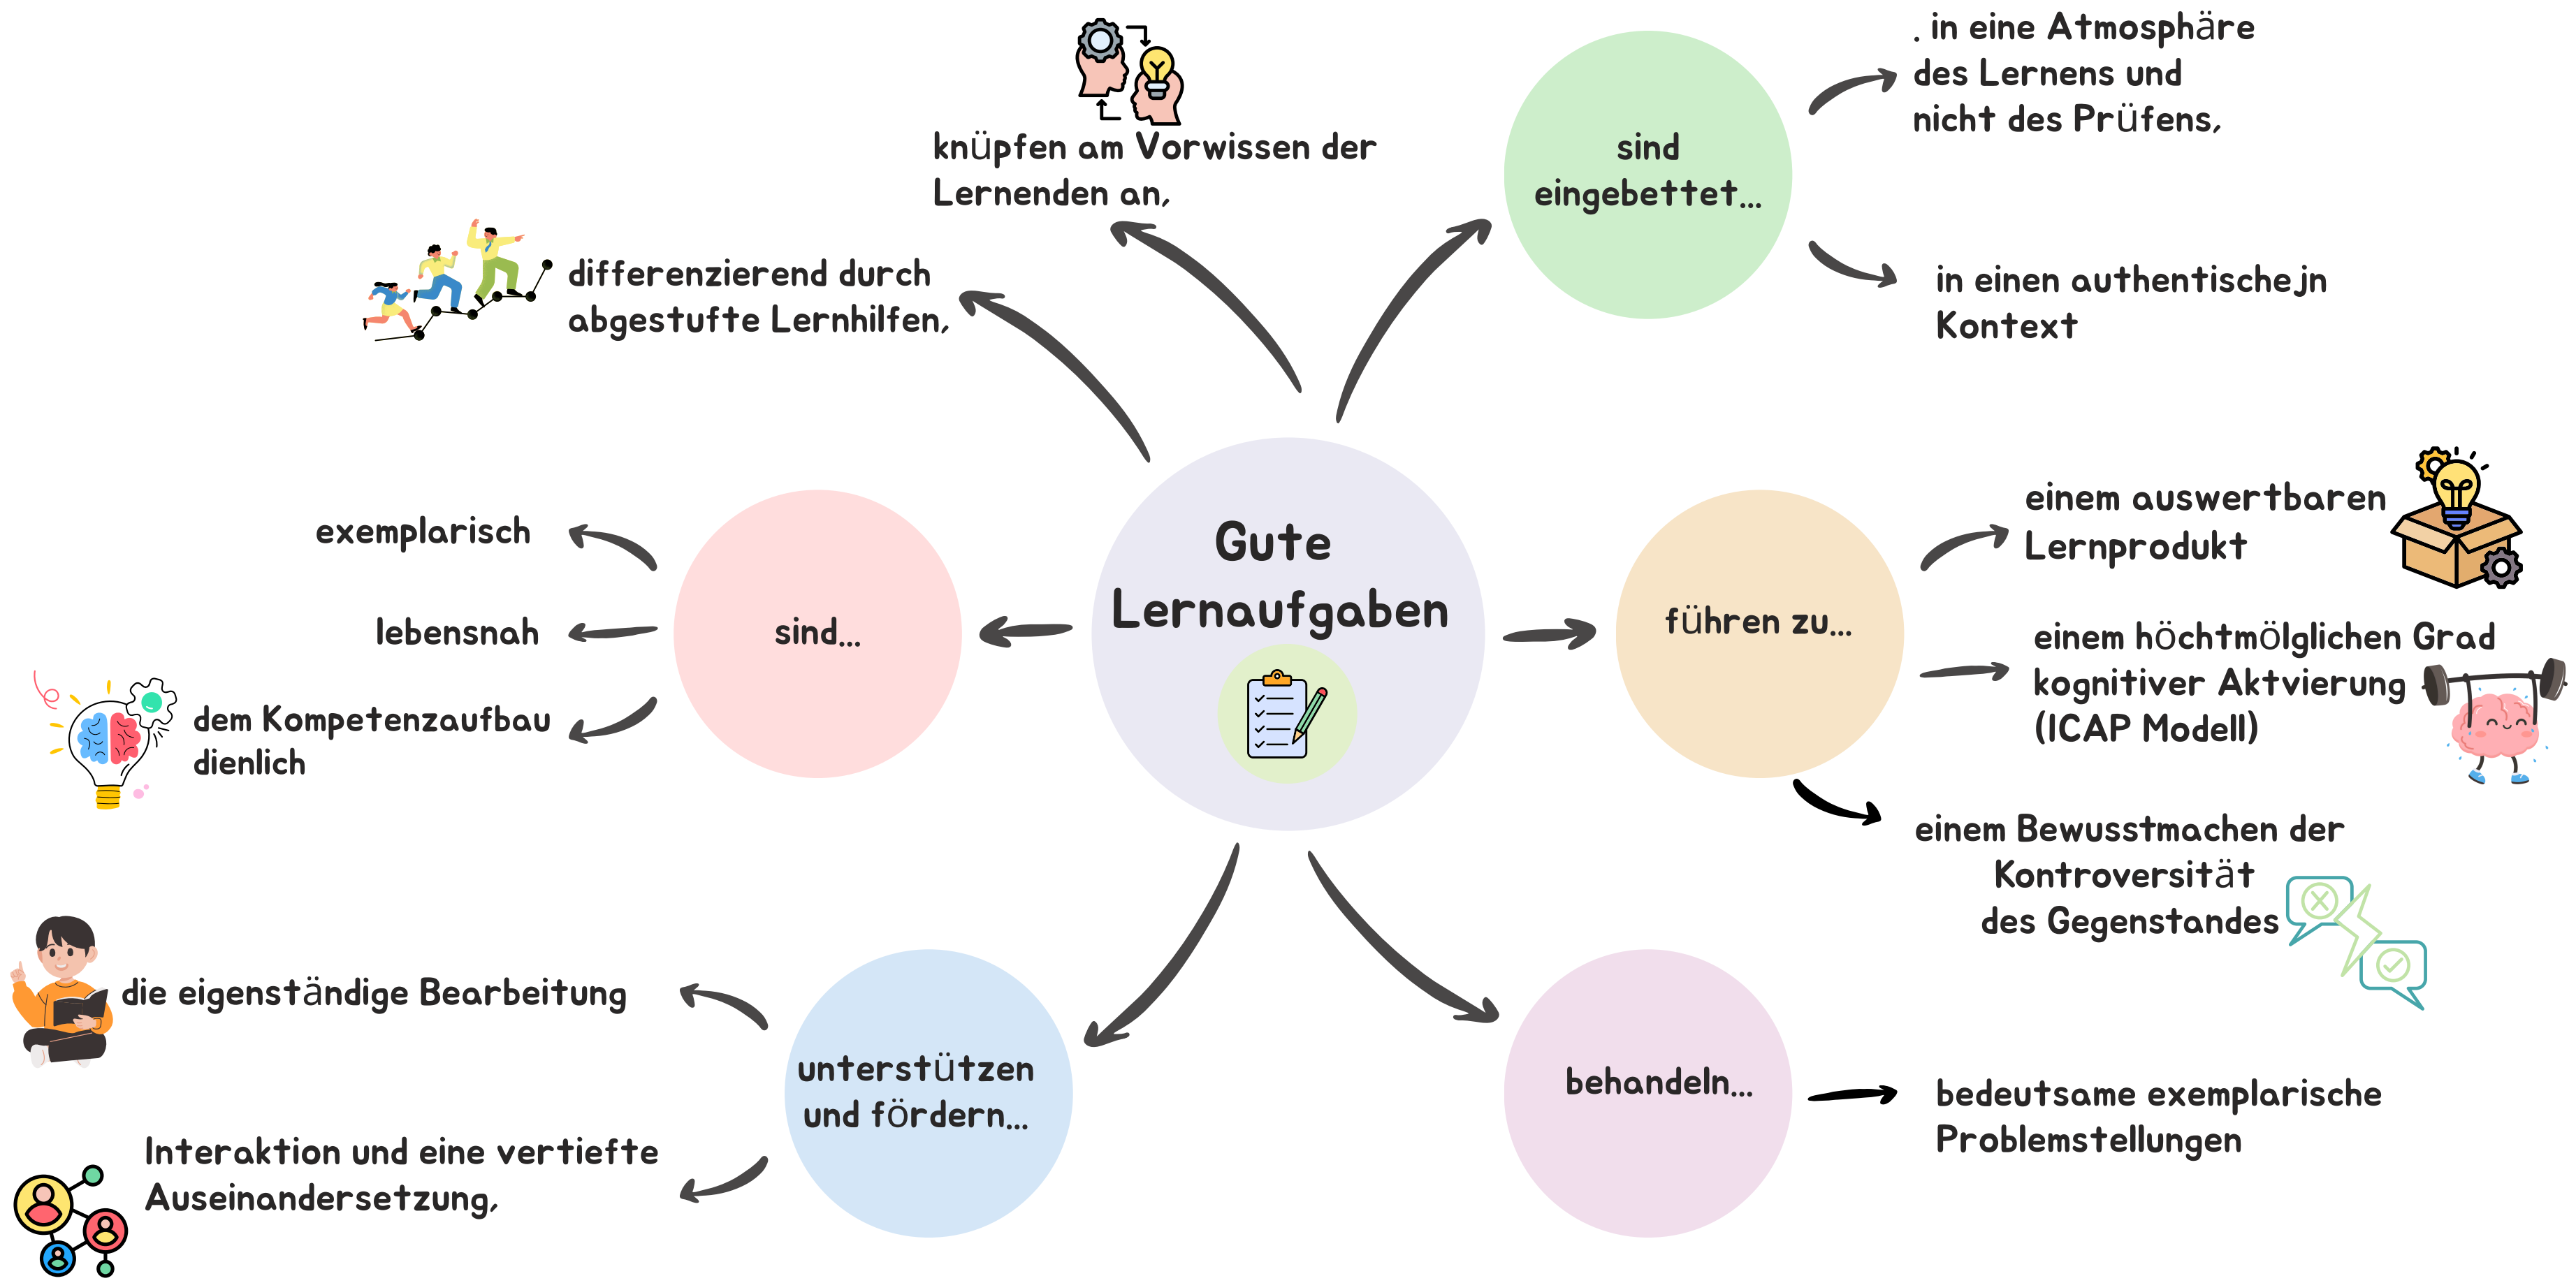 . in eine Atmosphäre
des Lernens und
nicht des Prüfens,
sind
eingebettet...
knüpfen am Vorwissen der
Lernenden an,
differenzierend durch
abgestufte Lernhilfen,
in einen authentischejn
Kontext
Gute
Lernaufgaben
exemplarisch
lebensnah
dem Kompetenzaufbau
dienlich
sind...
führen zu...
einem auswertbaren
Lernprodukt
einem höchtmölglichen Grad
kognitiver Aktvierung
(ICAP Modell)
einem Bewusstmachen der
Kontroversität
des Gegenstandes
die eigenständige Bearbeitung
unterstützen
und fördern...
Interaktion und eine vertiefte
Auseinandersetzung,
behandeln...
bedeutsame exemplarische
Problemstellungen